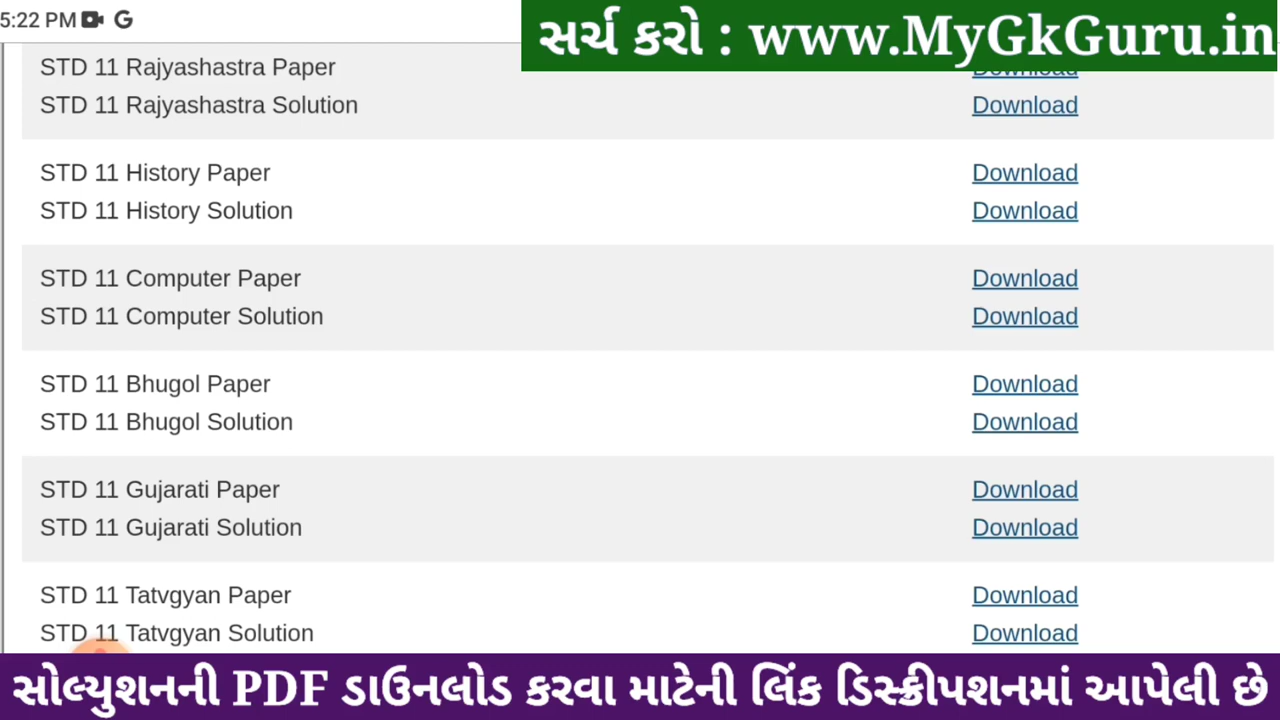 5:22 PM
સર્ચ કરો : www.MyGkGuru.in
STD 11 Rajyashastra Paper Download
STD 11 Rajyashastra Solution Download
STD 11 History Paper Download
STD 11 History Solution Download
STD 11 Computer Paper Download
STD 11 Computer Solution Download
STD 11 Bhugol Paper Download
STD 11 Bhugol Solution Download
STD 11 Gujarati Paper Download
STD 11 Gujarati Solution Download
STD 11 Tatvgyan Paper Download
STD 11 Tatvgyan Solution Download
સોલ્યુશનની PDF ડાઉનલોડ કરવા માટેની લિંક ડિસ્ક્રીપશનમાં આપેલી છે